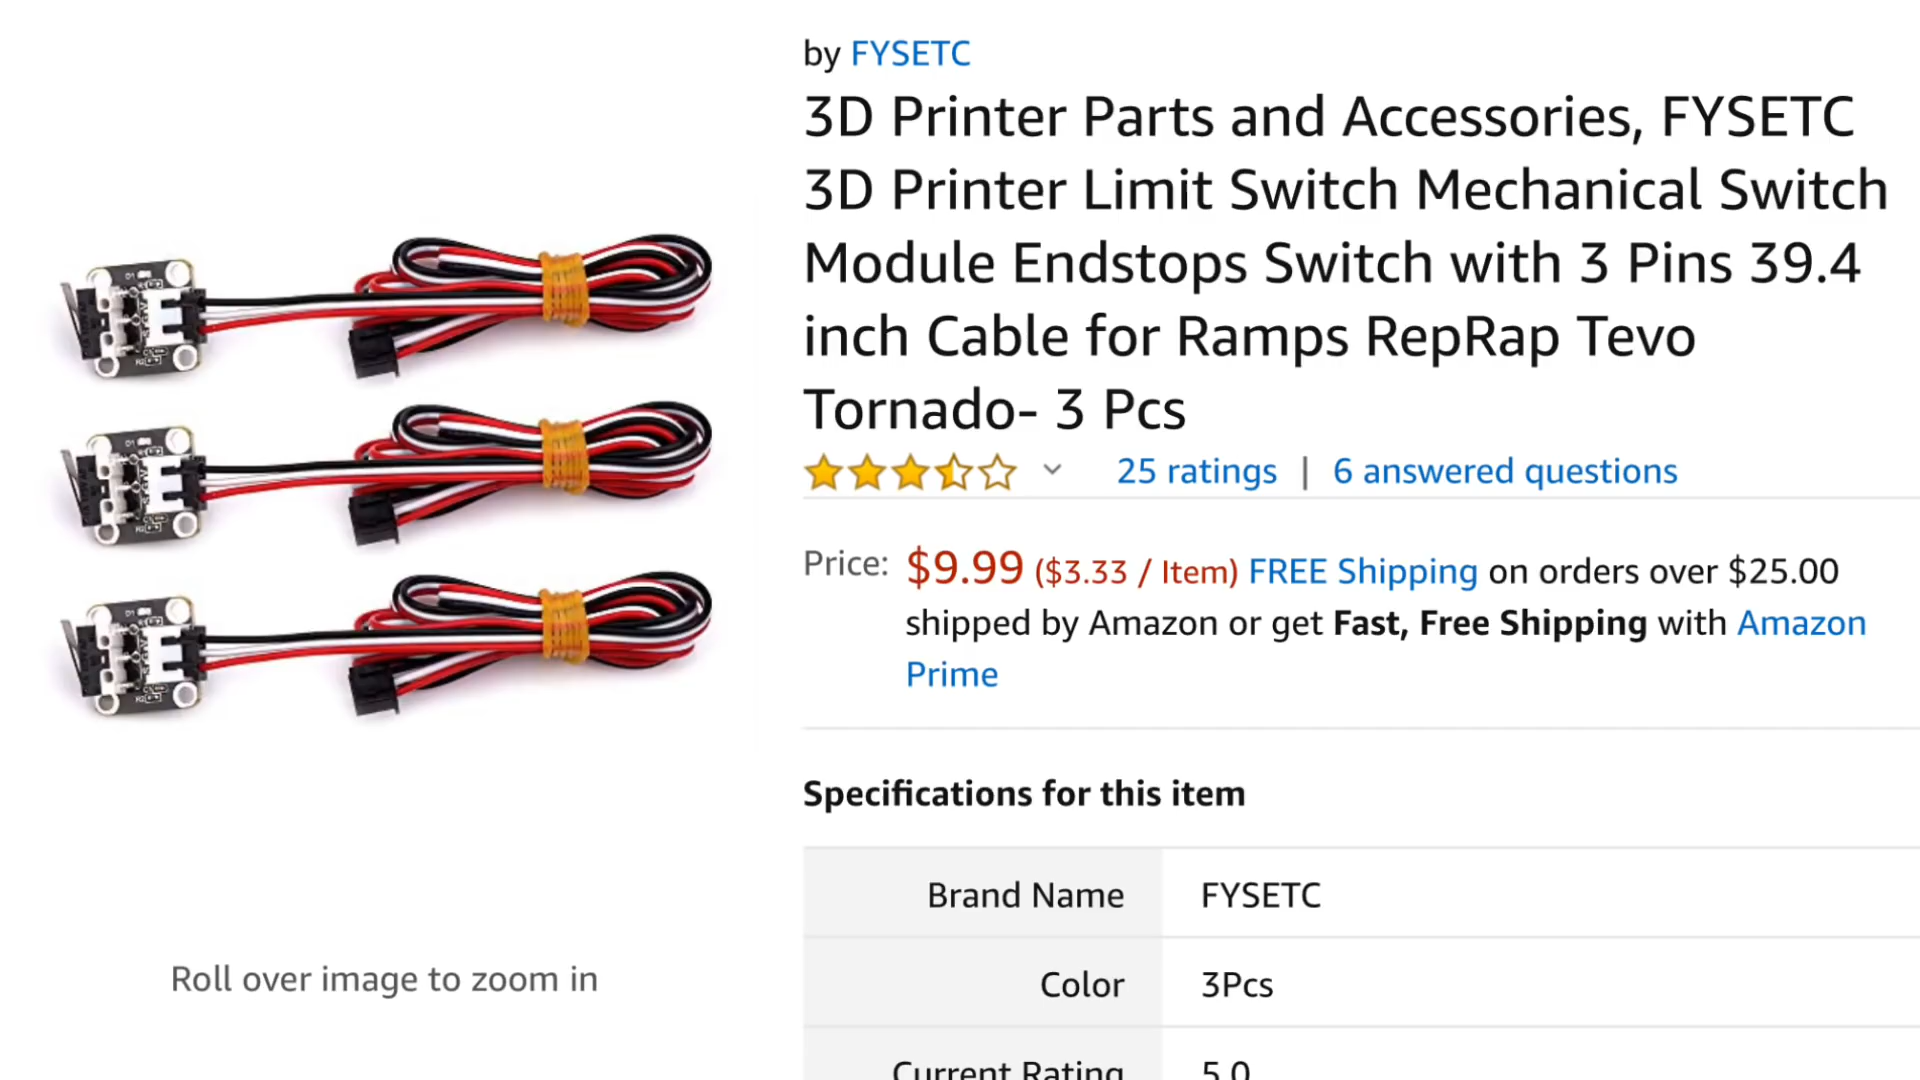 by FYSETC
3D Printer Parts and Accessories, FYSETC
3D Printer Limit Switch Mechanical Switch
Module Endstops Switch with 3 Pins 39.4
inch Cable for Ramps RepRap Tevo
Tornado- 3 Pcs
25 ratings | 6 answered questions
Price: $9.99 ($3.33 / Item) FREE Shipping on orders over $25.00
shipped by Amazon or get Fast, Free Shipping with Amazon
Prime
Specifications for this item
Brand Name FYSETC
Color 3Pcs
Current Rating 5.0
Roll over image to zoom in